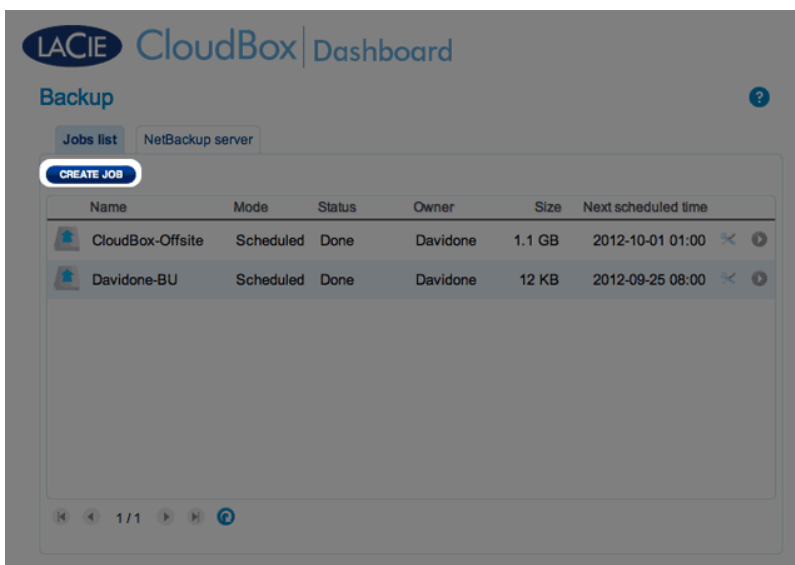 LACIE CloudBox Dashboard
Backup
?
Jobs list NetBackup server
CREATE JOB
Name Mode Status Owner Size Next scheduled time
CloudBox-Offsite Scheduled Done Davidone 1.1 GB 2012-10-01 01:00
Davidone-BU Scheduled Done Davidone 12 KB 2012-09-25 08:00
1/1